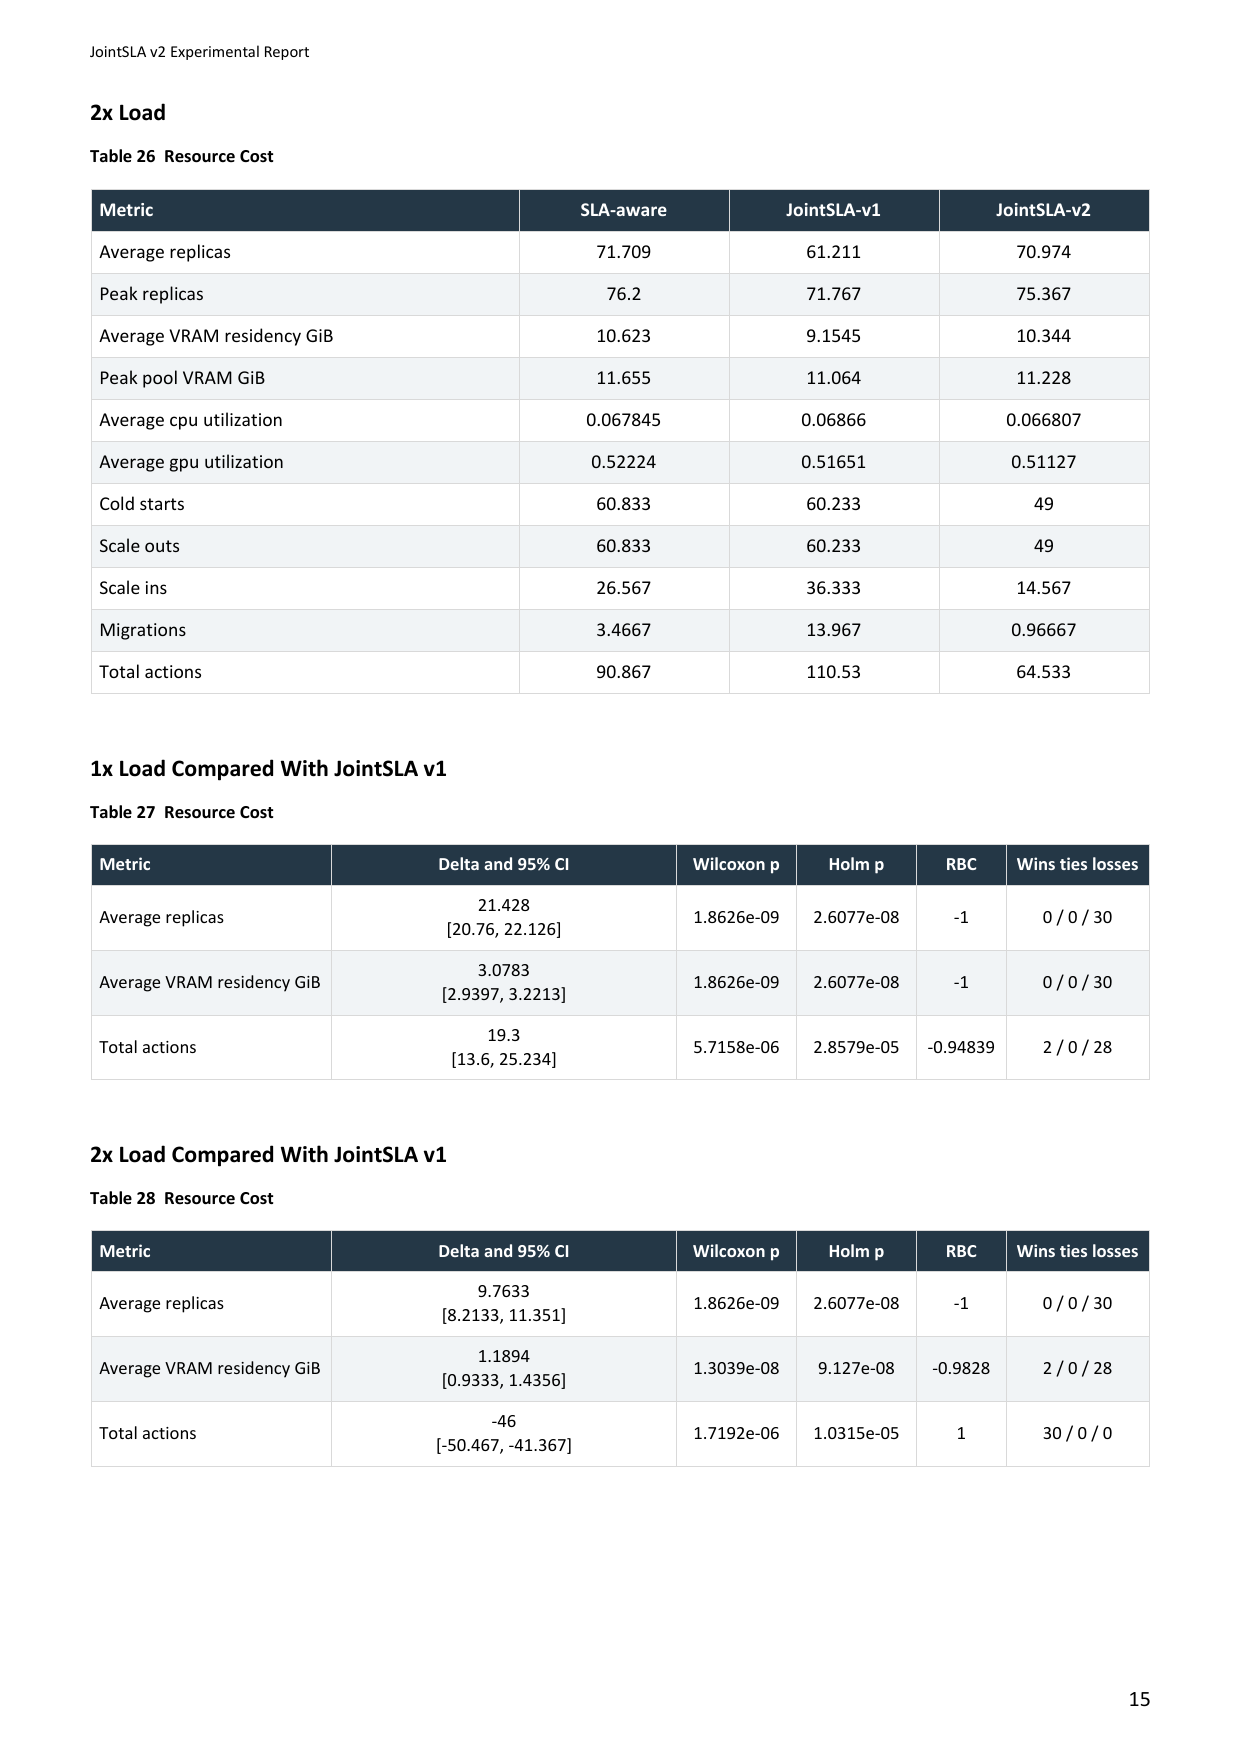 JointSLA v2 Experimental Report
2x Load
Table 26 Resource Cost
Metric SLA-aware JointSLA-v1 JointSLA-v2
Average replicas 71.709 61.211 70.974
Peak replicas 76.2 71.767 75.367
Average VRAM residency GiB 10.623 9.1545 10.344
Peak pool VRAM GiB 11.655 11.064 11.228
Average cpu utilization 0.067845 0.06866 0.066807
Average gpu utilization 0.52224 0.51651 0.51127
Cold starts 60.833 60.233 49
Scale outs 60.833 60.233 49
Scale ins 26.567 36.333 14.567
Migrations 3.4667 13.967 0.96667
Total actions 90.867 110.53 64.533
1x Load Compared With JointSLA v1
Table 27 Resource Cost
Metric Delta and 95% CI Wilcoxon p Holm p RBC Wins ties losses
21.428
Average replicas 1.8626e-09 2.6077e-08 -1 0 / 0 / 30
[20.76, 22.126]
3.0783
Average VRAM residency GiB 1.8626e-09 2.6077e-08 -1 0 / 0 / 30
[2.9397, 3.2213]
19.3
Total actions 5.7158e-06 2.8579e-05 -0.94839 2 / 0 / 28
[13.6, 25.234]
2x Load Compared With JointSLA v1
Table 28 Resource Cost
Metric Delta and 95% CI Wilcoxon p Holm p RBC Wins ties losses
9.7633
Average replicas 1.8626e-09 2.6077e-08 -1 0 / 0 / 30
[8.2133, 11.351]
1.1894
Average VRAM residency GiB 1.3039e-08 9.127e-08 -0.9828 2 / 0 / 28
[0.9333, 1.4356]
-46
Total actions 1.7192e-06 1.0315e-05 1 30 / 0 / 0
[-50.467, -41.367]
15